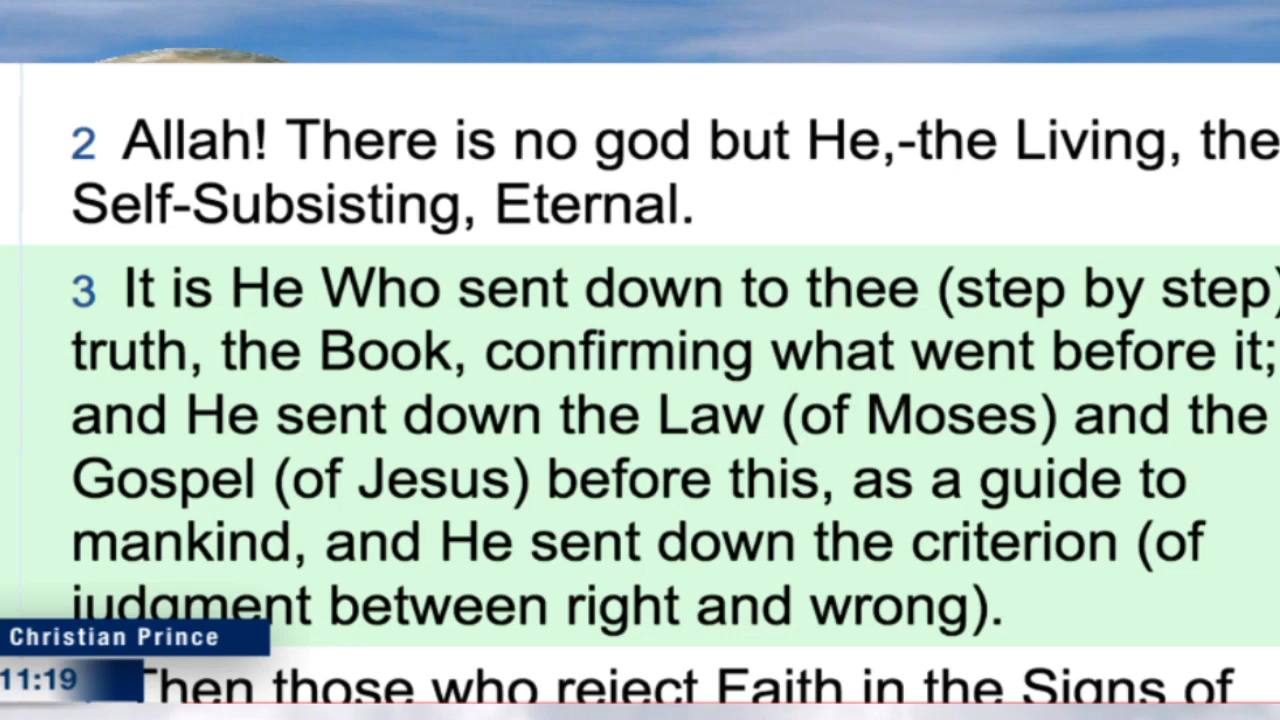 2 Allah! There is no god but He,-the Living, the
Self-Subsisting, Eternal.
3 It is He Who sent down to thee (step by step)
truth, the Book, confirming what went before it;
and He sent down the Law (of Moses) and the
Gospel (of Jesus) before this, as a guide to
mankind, and He sent down the criterion (of
judgment between right and wrong).
Christian Prince
11:19
Then those who reject Faith in the Signs of